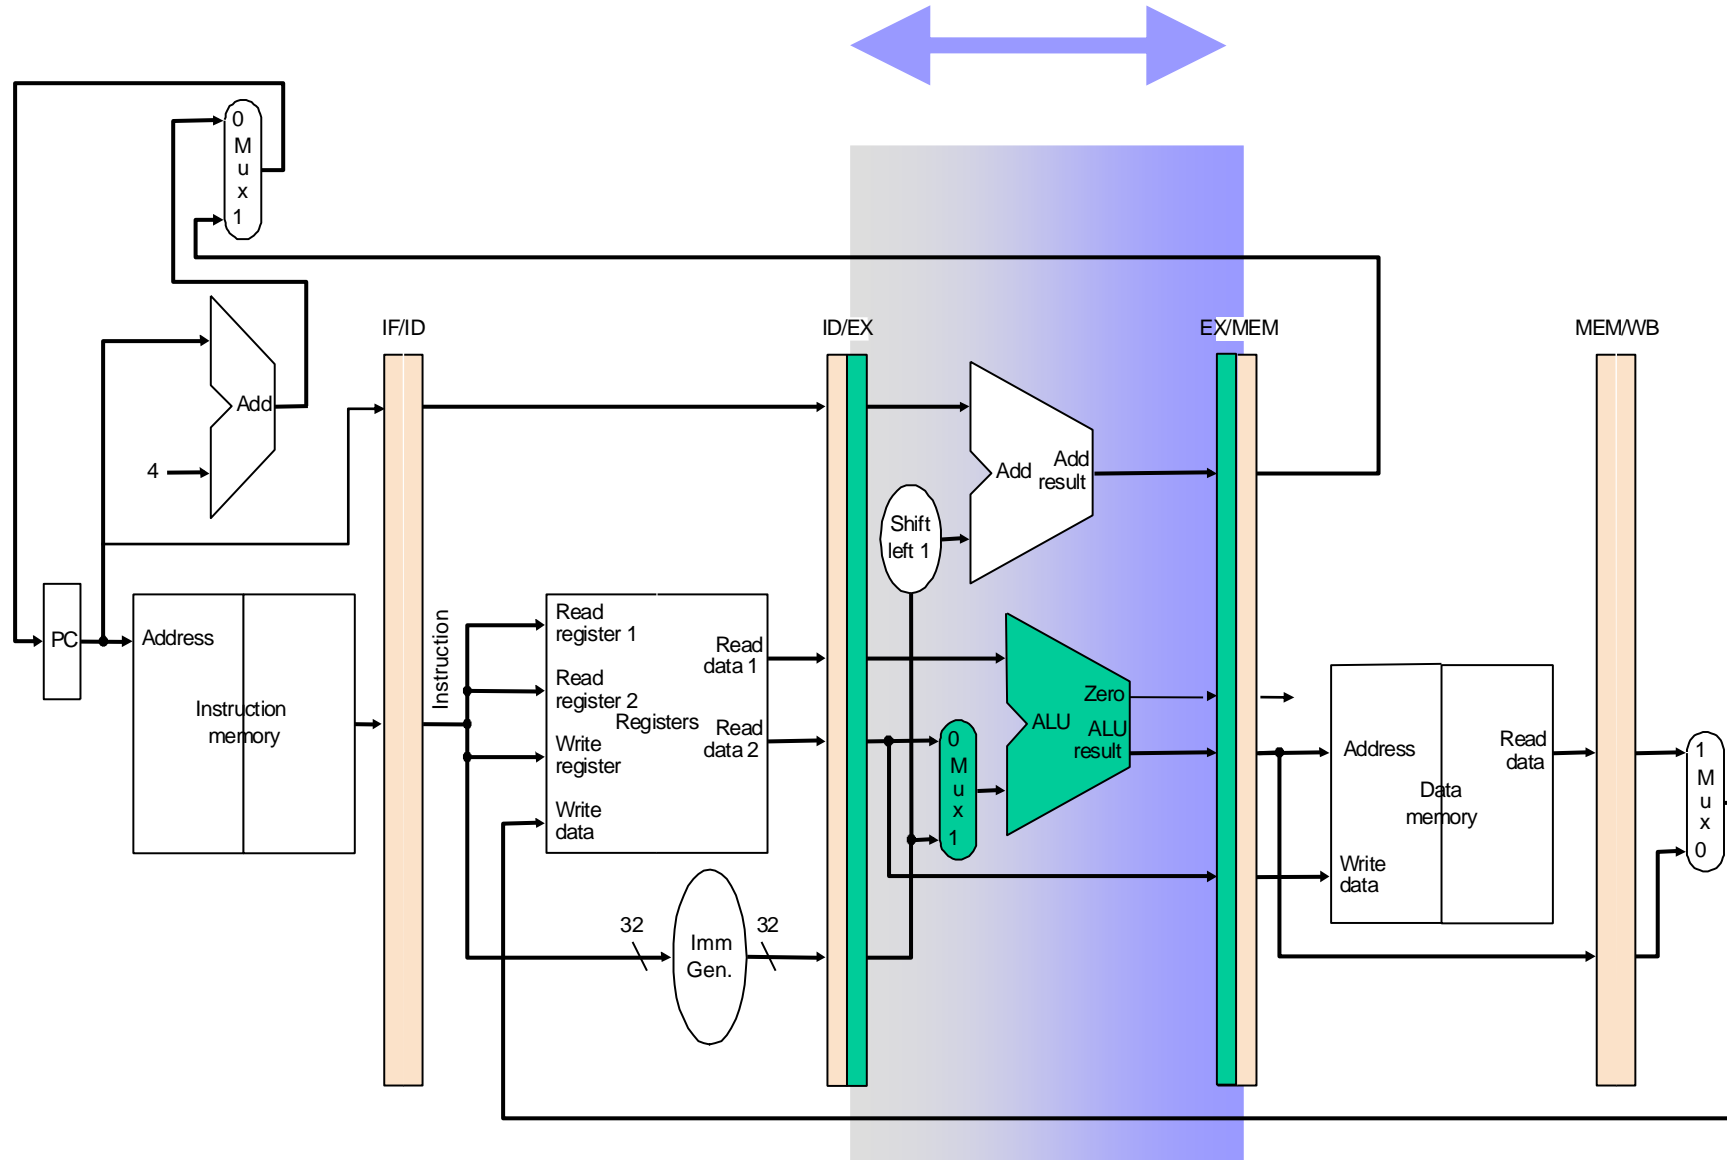 0
M
u
x
1
IF/ID
ID/EX
EX/MEM
MEM/WB
Add
4
Add
Add
result
Shift
left 1
PC
Address
Instruction
memory
Instruction
Read
register 1
Read
register 2
Write
register
Write
data
Registers
Read
data 1
Read
data 2
Zero
ALU
ALU
result
0
M
u
x
1
Address
Read
data
Data
memory
Write
data
1
M
u
x
0
32
Imm
Gen.
32